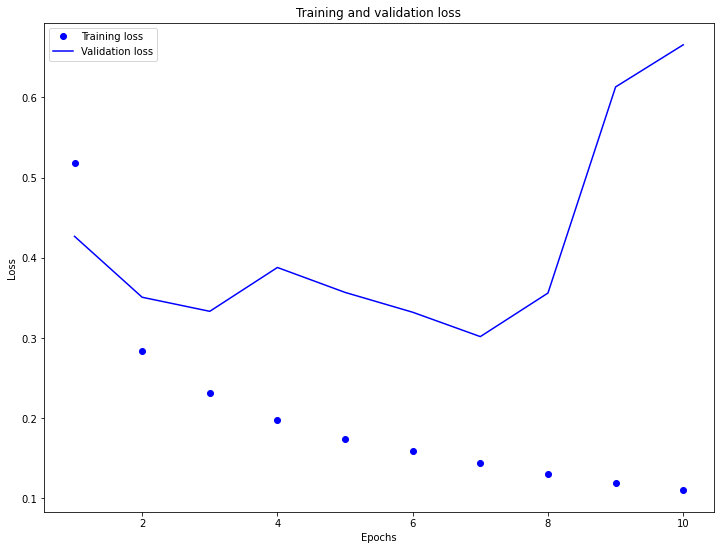 Training and validation loss
Training loss
Validation loss
0.6
0.5
0.4
0.3
0.2
0.1
Loss
2
4
6
8
10
Epochs